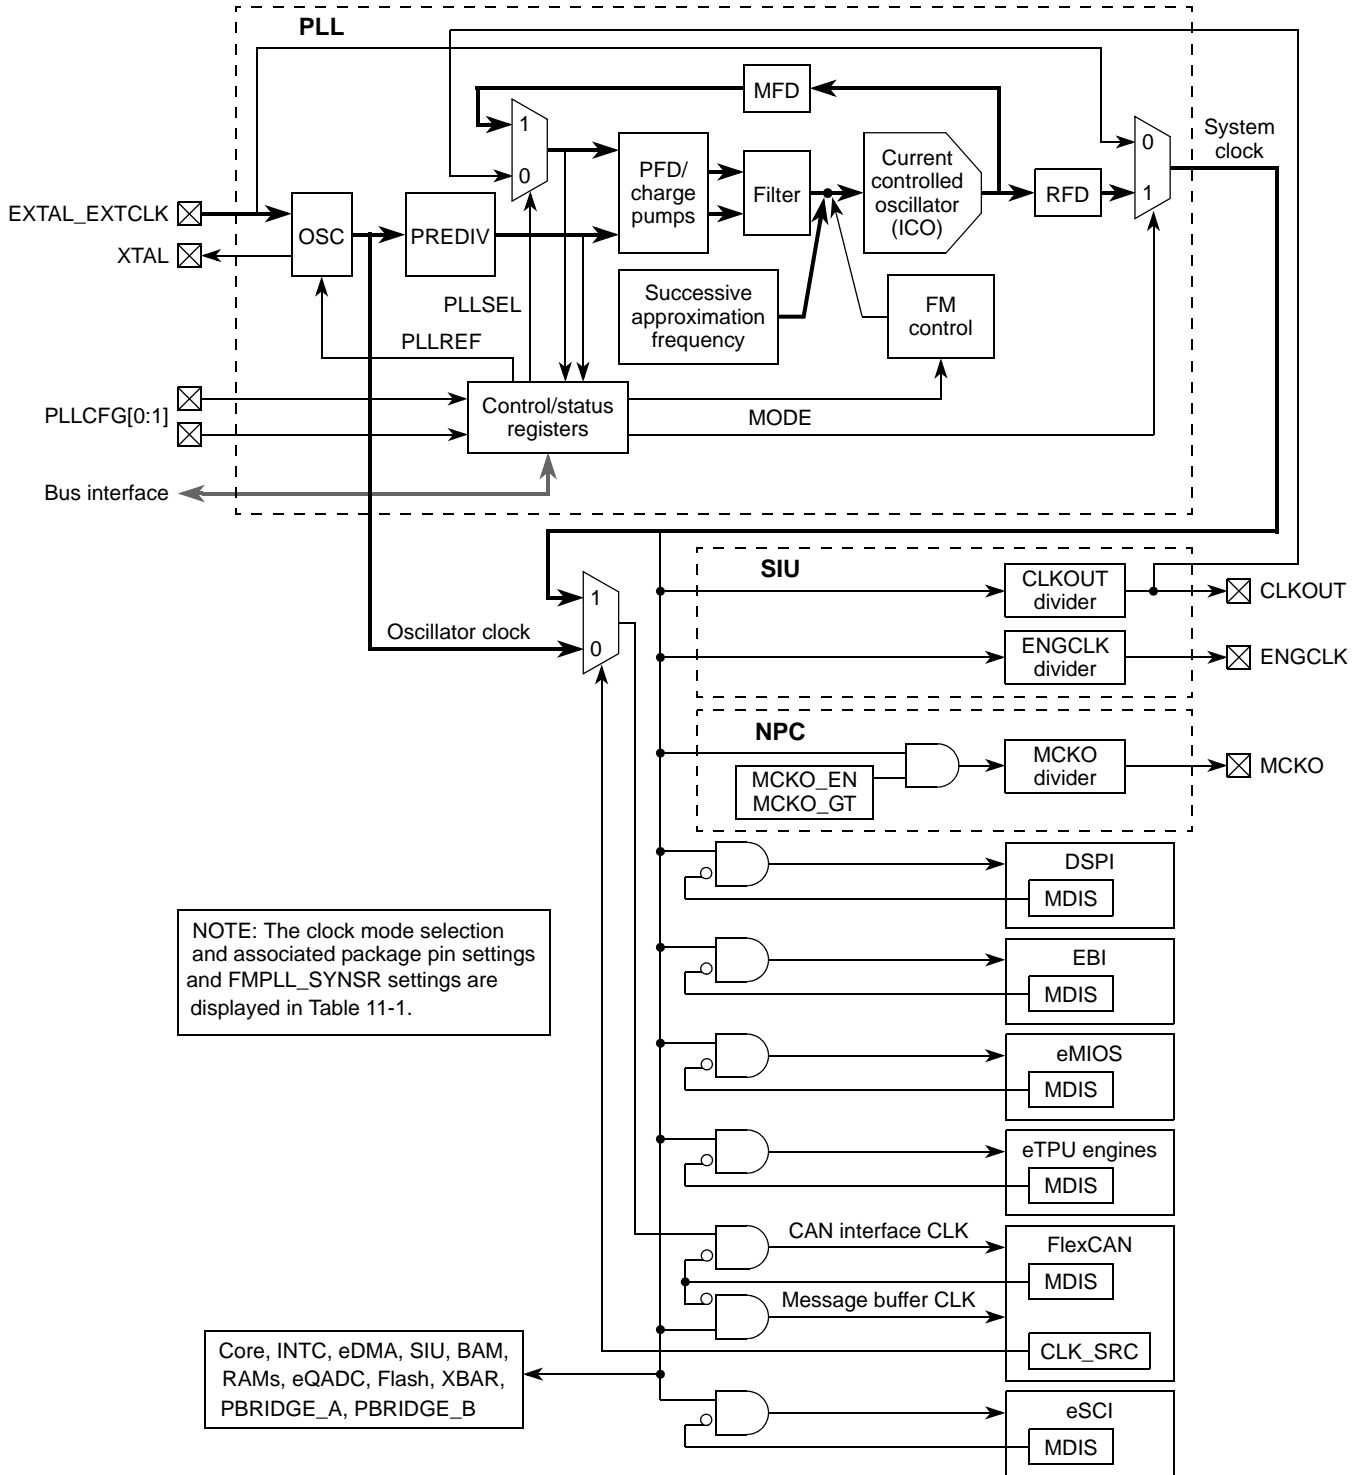 PLL
MFD
1
0
System
clock
0
1
PFD/
charge
pumps
Filter
Current
controlled
oscillator
(ICO)
RFD
EXTAL_EXTCLK
OSC
PREDIV
XTAL
PLLSEL
PLLREF
Successive
approximation
frequency
FM
control
PLLCFG[0:1]
Control/status
registers
MODE
Bus interface
SIU
CLKOUT
divider
CLKOUT
1
0
Oscillator clock
ENGCLK
divider
ENGCLK
NPC
MCKO_EN
MCKO_GT
MCKO
divider
MCKO
DSPI
MDIS
NOTE: The clock mode selection
and associated package pin settings
and FMPLL_SYNSR settings are
displayed in Table 11-1.
EBI
MDIS
eMIOS
MDIS
eTPU engines
MDIS
CAN interface CLK
FlexCAN
MDIS
Message buffer CLK
CLK_SRC
Core, INTC, eDMA, SIU, BAM,
RAMs, eQADC, Flash, XBAR,
PBRIDGE_A, PBRIDGE_B
eSCI
MDIS